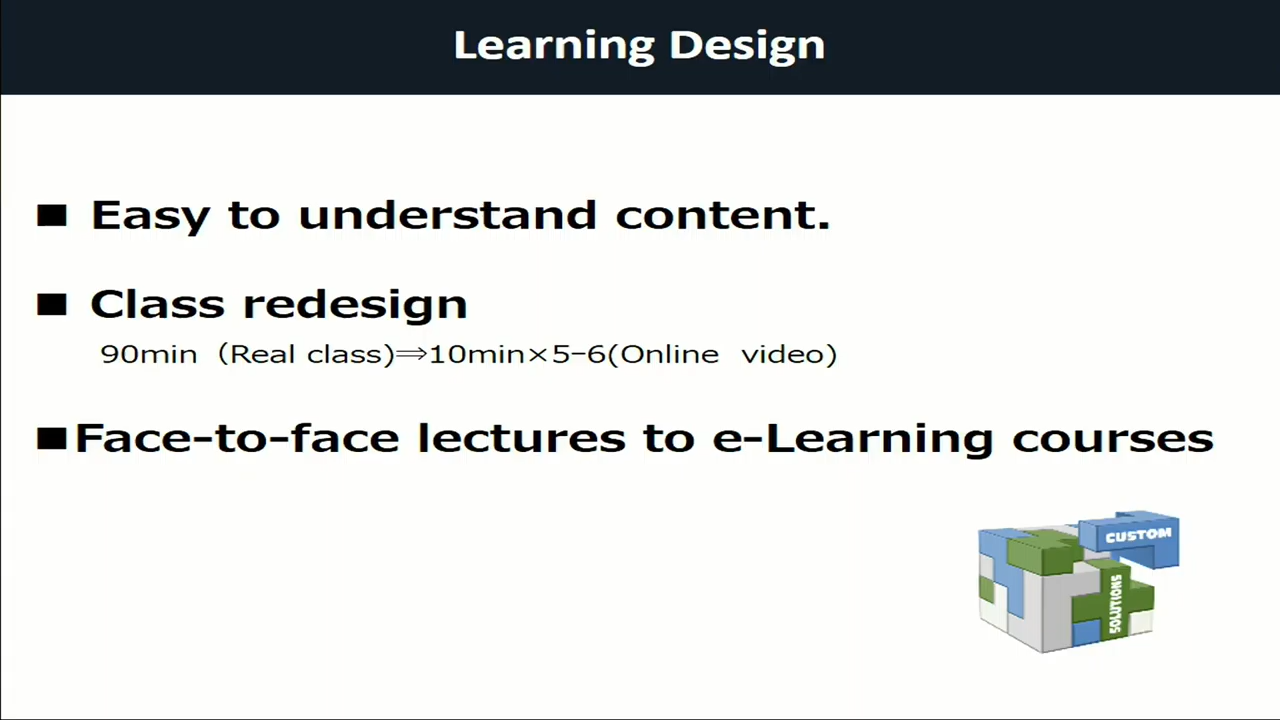 Learning Design
■ Easy to understand content.
■ Class redesign
90min（Real class)⇒10min×5-6(Online video)
■Face-to-face lectures to e-Learning courses
CUSTOM
SOLUTIONS